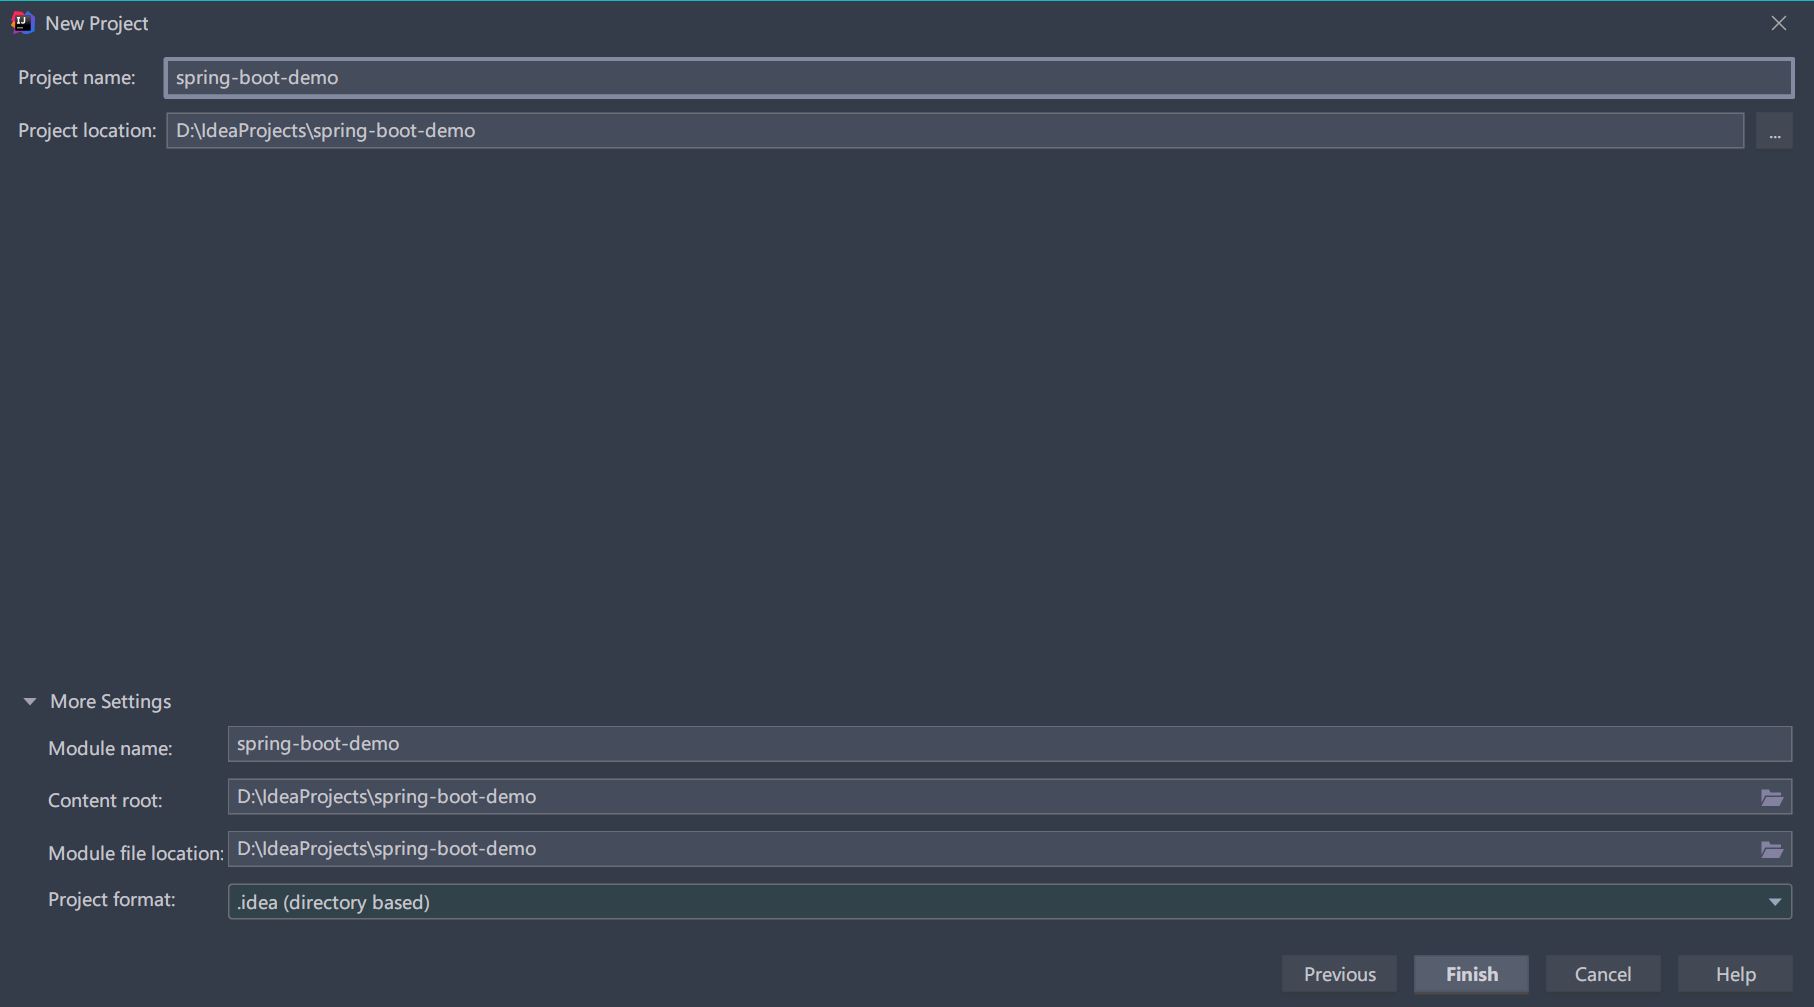 New Project
Project name: spring-boot-demo
Project location: D:\IdeaProjects\spring-boot-demo ...
More Settings
Module name: spring-boot-demo
Content root: D:\IdeaProjects\spring-boot-demo
Module file location: D:\IdeaProjects\spring-boot-demo
Project format: .idea (directory based)
Previous Finish Cancel Help